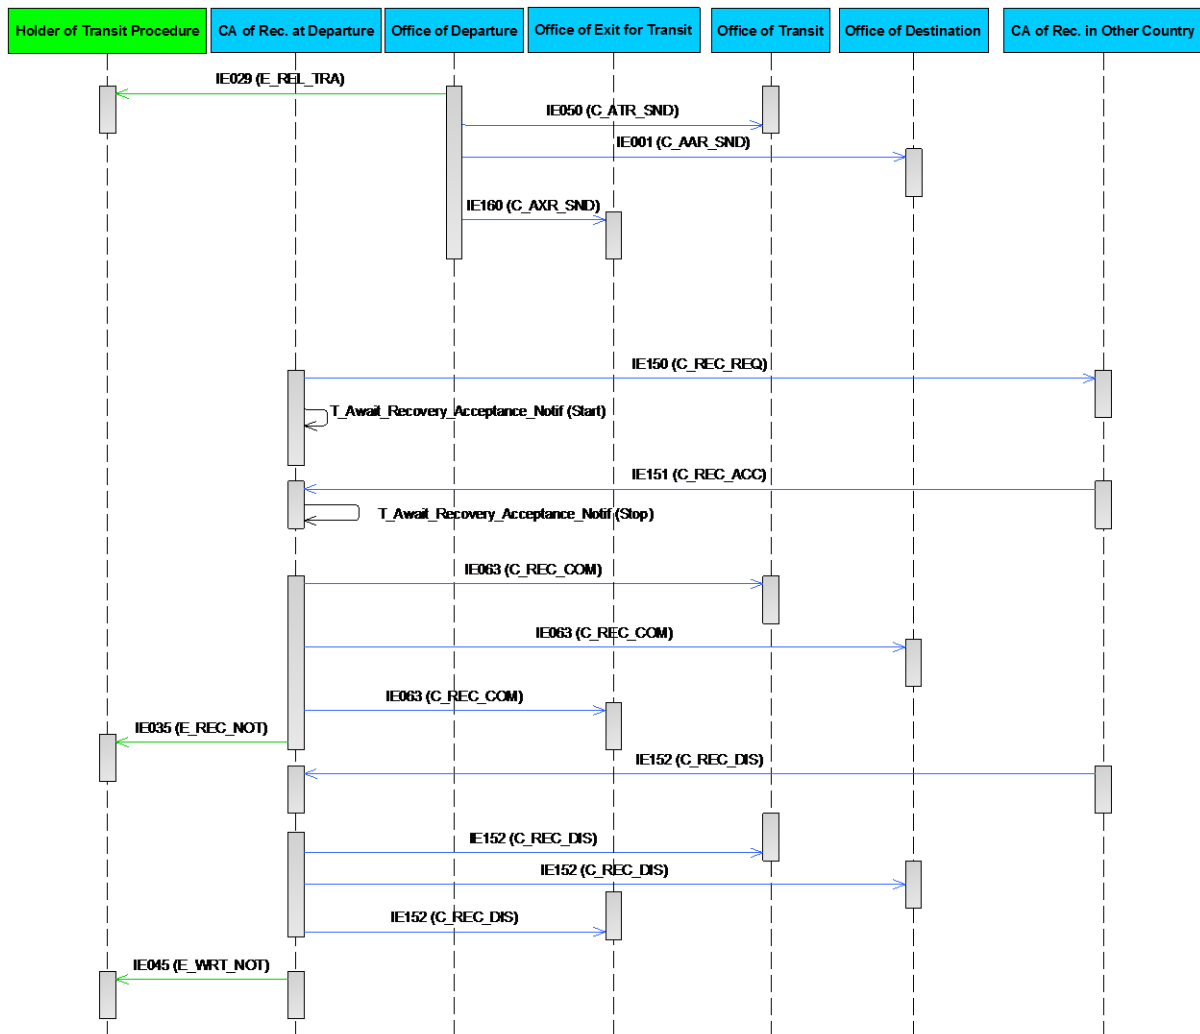 Holder of Transit Procedure
CA of Rec. at Departure
Office of Departure
Office of Exit for Transit
Office of Transit
Office of Destination
CA of Rec. in Other Country
IE029 (E_REL_TRA)
IE050 (C_ATR_SND)
IE001 (C_AAR_SND)
IE160 (C_AXR_SND)
IE150 (C_REC_REQ)
T_Await_Recovery_Acceptance_Notif (Start)
IE151 (C_REC_ACC)
T_Await_Recovery_Acceptance_Notif (Stop)
IE063 (C_REC_COM)
IE063 (C_REC_COM)
IE063 (C_REC_COM)
IE035 (E_REC_NOT)
IE152 (C_REC_DIS)
IE152 (C_REC_DIS)
IE152 (C_REC_DIS)
IE152 (C_REC_DIS)
IE045 (E_WRT_NOT)